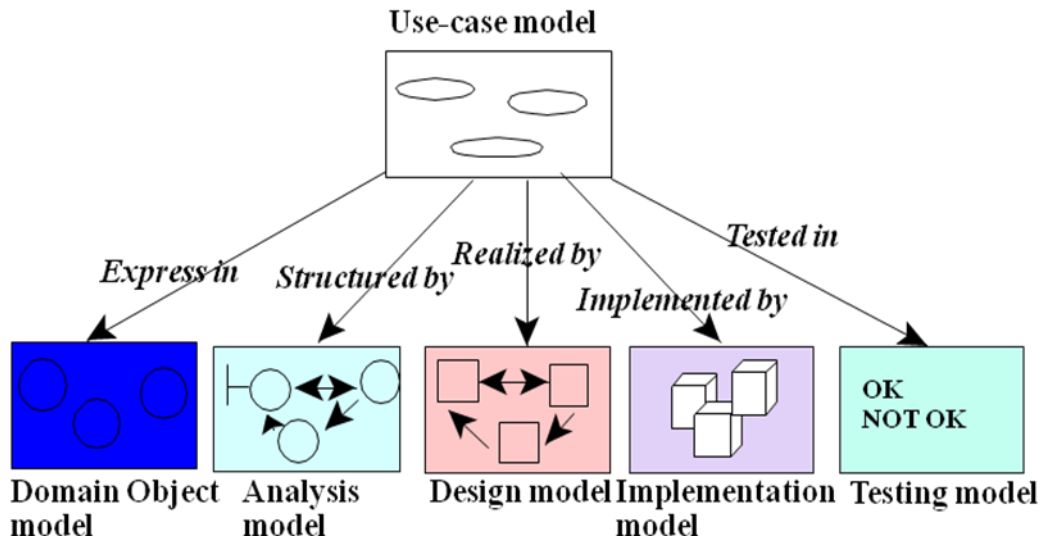 Use-case model
Express in
Structured by
Realized by
Implemented by
Tested in
OK
NOT OK
Domain Object
model
Analysis
model
Design model
Implementation
model
Testing model